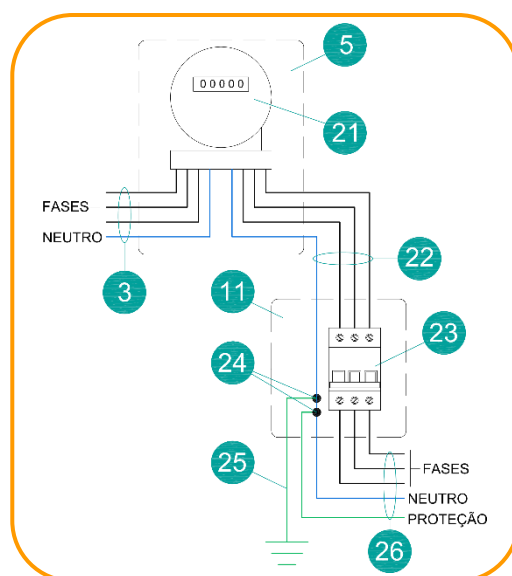 5
00000
21
FASES
NEUTRO
3
22
11
23
24
25
FASES
NEUTRO
PROTEÇÃO
26